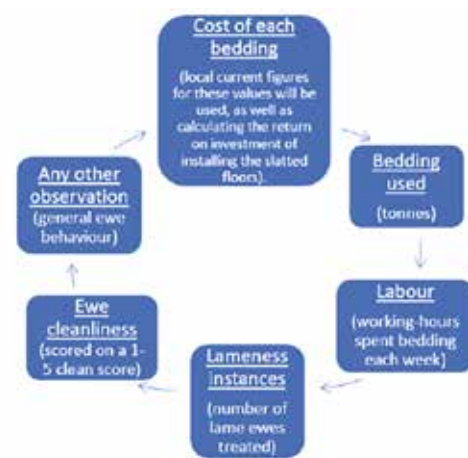 Cost of each
bedding
(local current figures
for these values will be
used, as well as
calculating the return
on investment of
installing the slatted
floors).
Bedding
used
(tonnes)
Labour
(working-hours
spent bedding
each week)
Lameness
instances
(number of
lame ewes
treated)
Ewe
cleanliness
(scored on a 1-
5 clean score)
Any other
observation
(general ewe
behaviour)